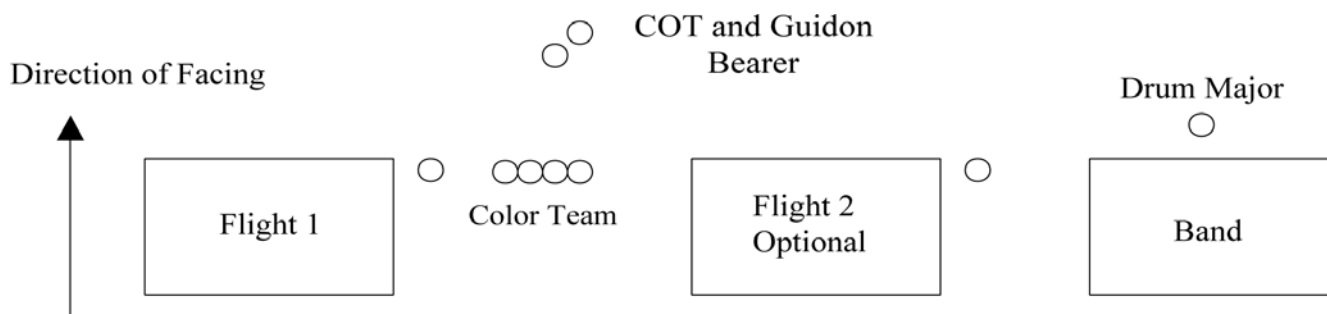 COT and Guidon
Bearer
Direction of Facing
Drum Major
Flight 1
Color Team
Flight 2
Optional
Band